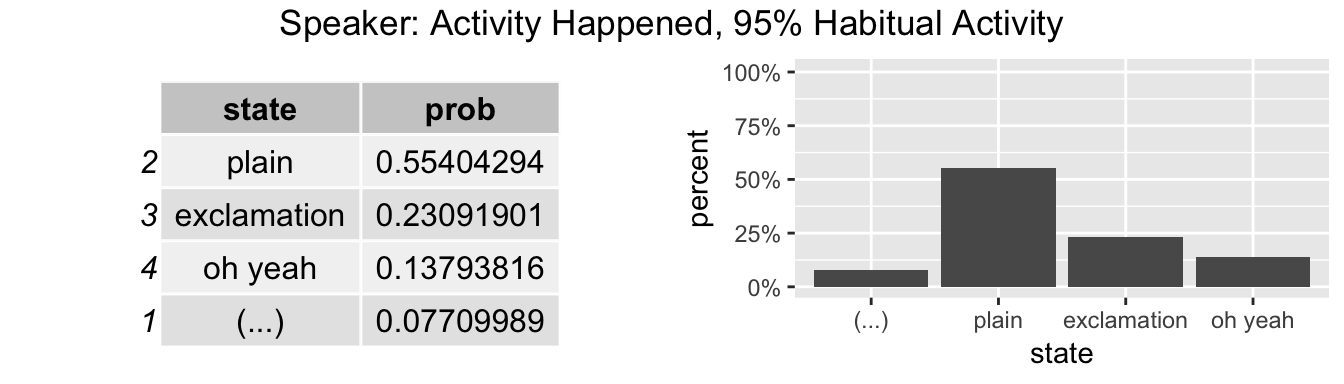 Speaker: Activity Happened, 95% Habitual Activity
state prob
2 plain 0.55404294
3 exclamation 0.23091901
4 oh yeah 0.13793816
1 (...) 0.07709989
percent
100%
75%
50%
25%
0%
(...) plain exclamation oh yeah
state